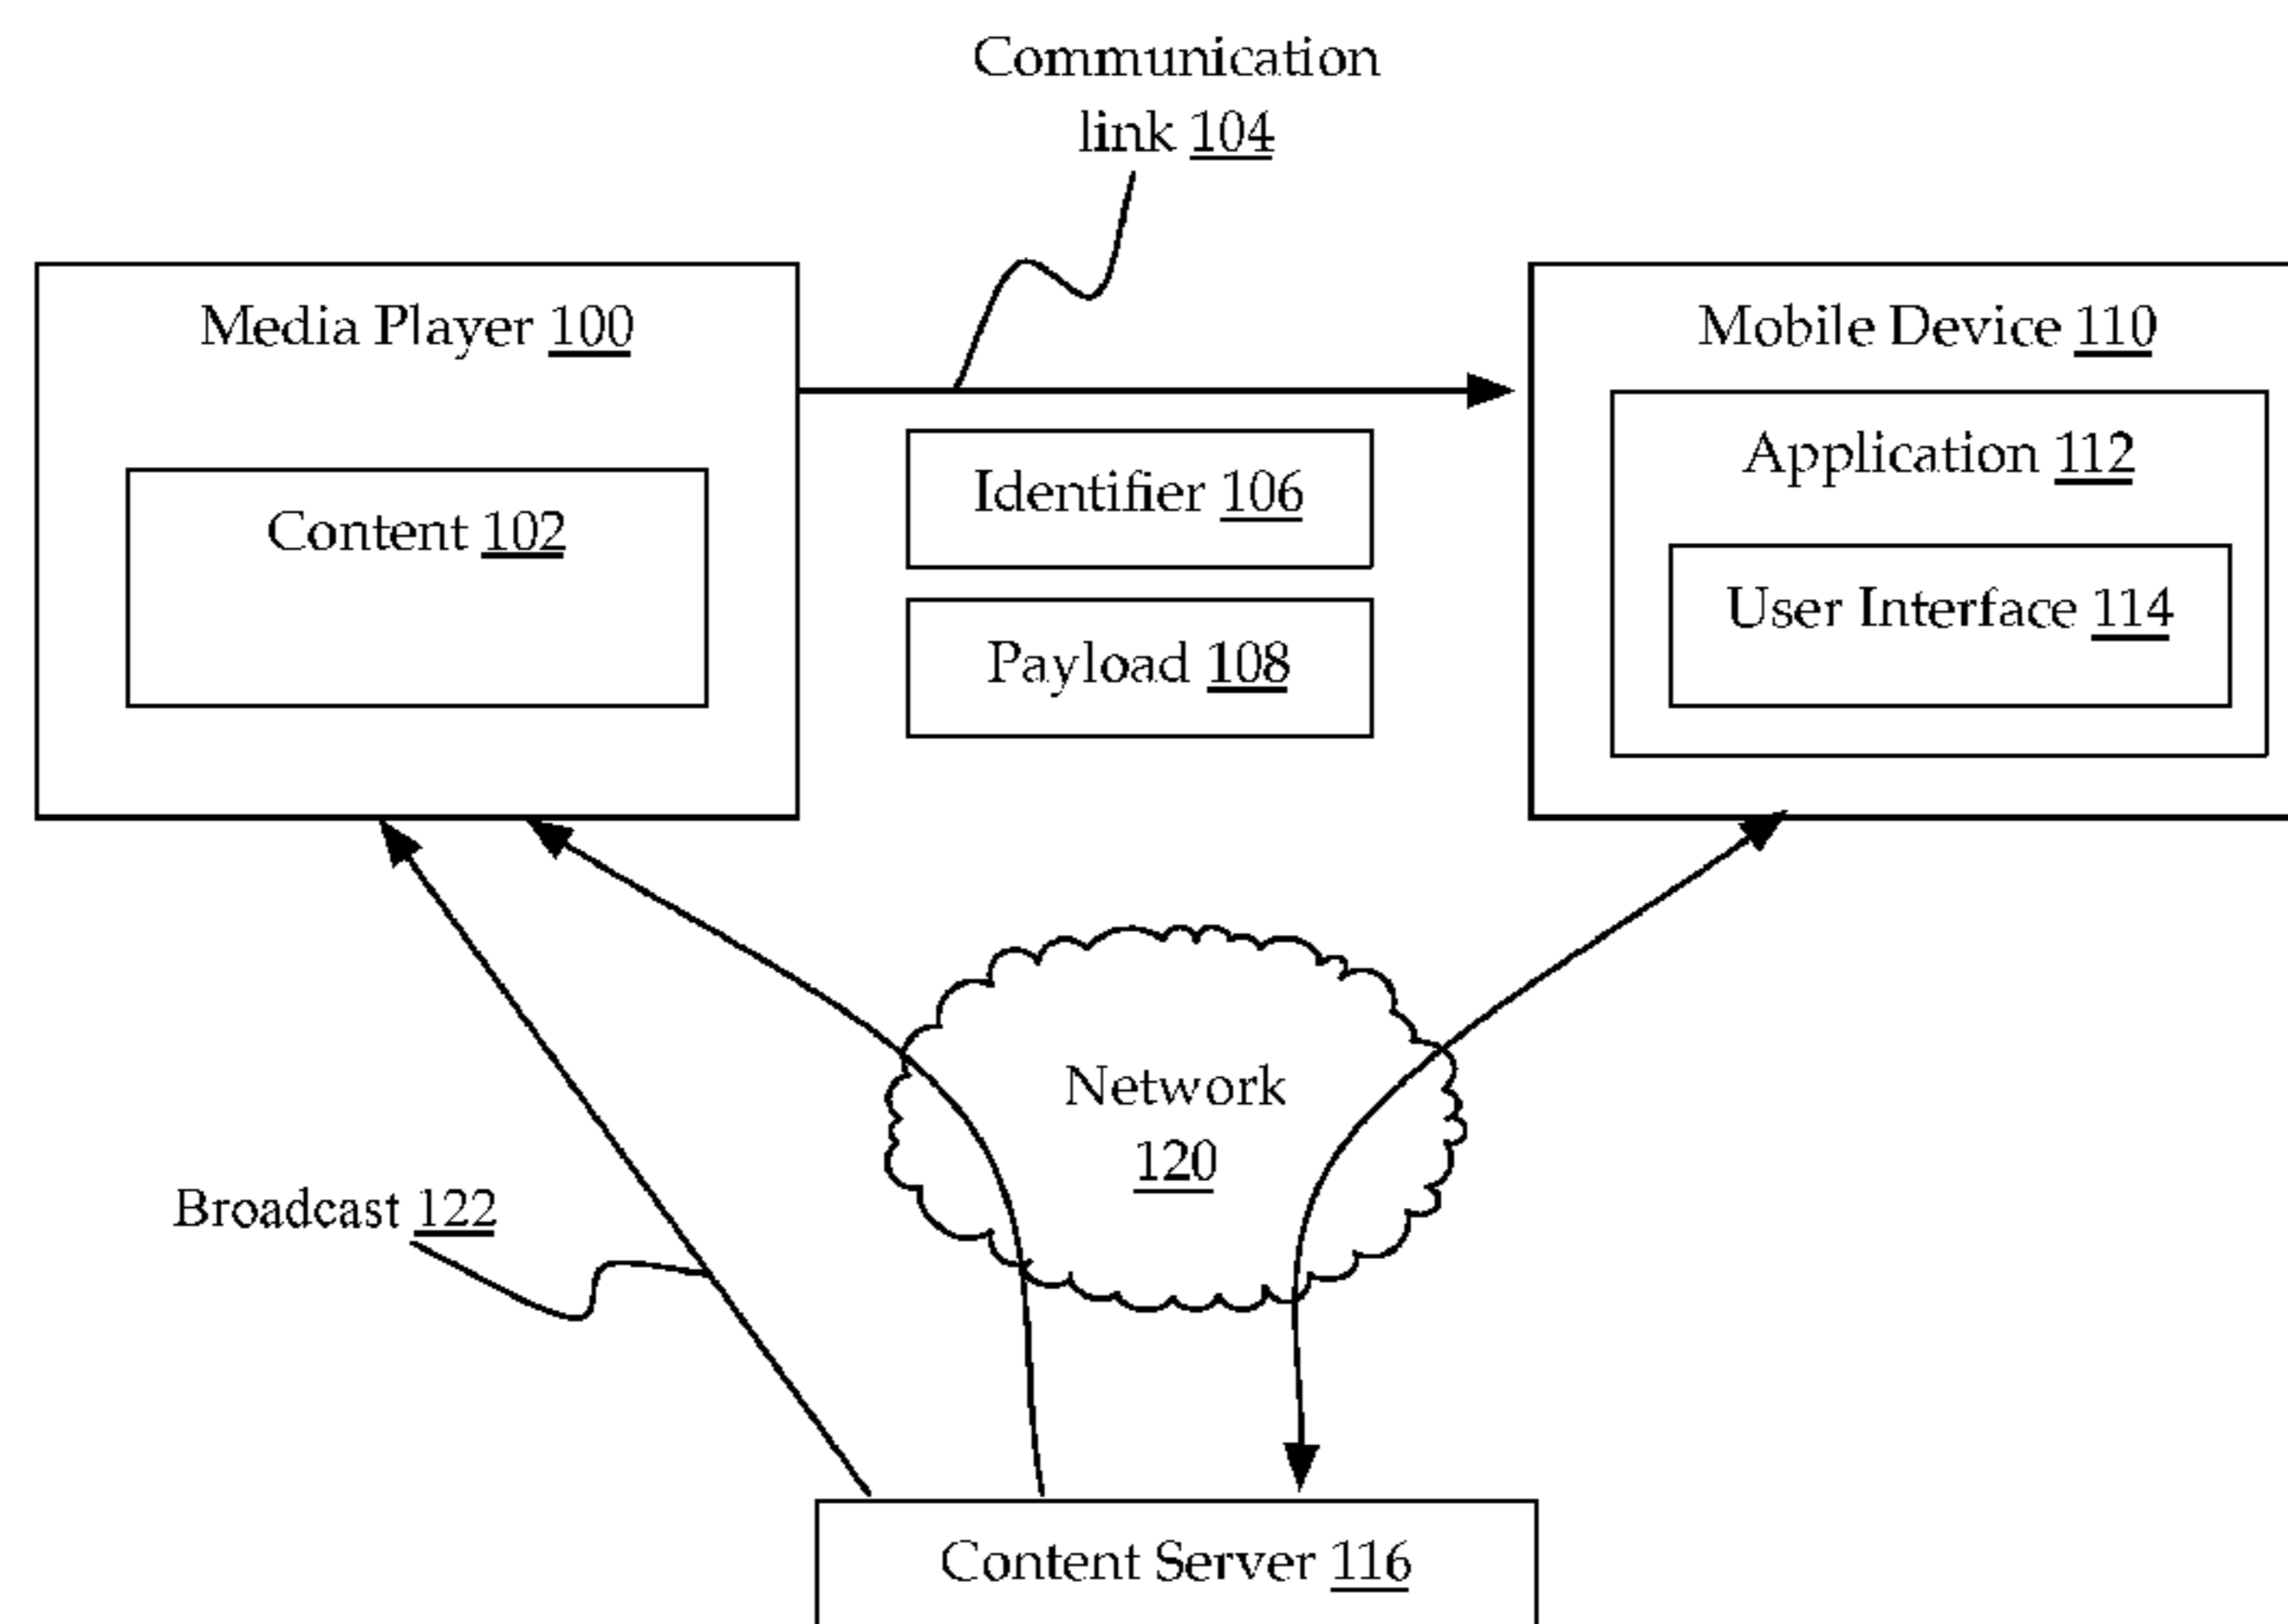 Communication
link 104
Media Player 100
Mobile Device 110
Application 112
Identifier 106
Content 102
User Interface 114
Payload 108
Network
120
Broadcast 122
Content Server 116